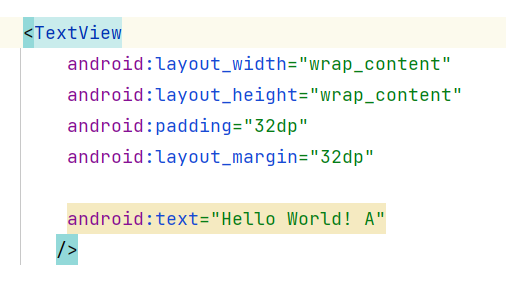 <TextView
android:layout_width="wrap_content"
android:layout_height="wrap_content"
android:padding="32dp"
android:layout_margin="32dp"
android:text="Hello World! A"
/>